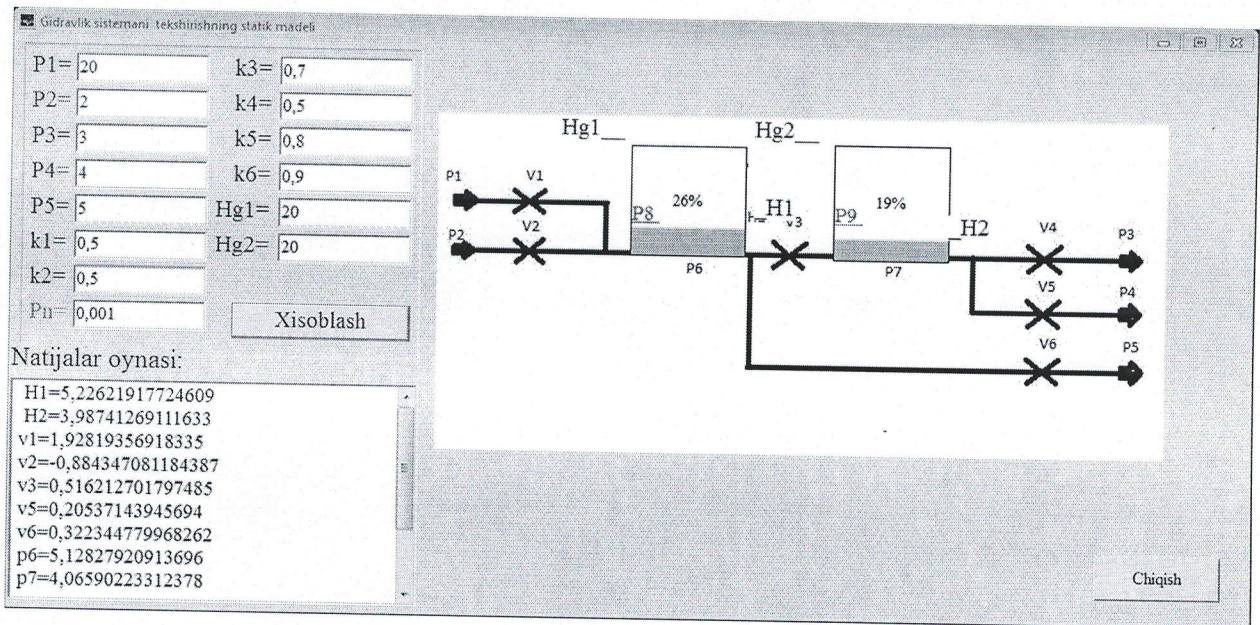 Gidravlik sistemani tekshirishning statik madeli
P1= 20
P2= 2
P3= 3
P4= 4
P5= 5
k1= 0,5
k2= 0,5
Pn= 0,001
k3= 0,7
k4= 0,5
k5= 0,8
k6= 0,9
Hg1= 20
Hg2= 20
Xisoblash
Natijalar oynasi:
H1=5,22621917724609
H2=3,98741269111633
v1=1,92819356918335
v2=-0,884347081184387
v3=0,516212701797485
v5=0,20537143945694
v6=0,322344779968262
p6=5,12827920913696
p7=4,06590223312378
Hg1__ Hg2__
P1 V1
P2 V2
P8 26%
H1
v3
P9 19%
_H2
P6 P7
V4 P3
V5 P4
V6 P5
Chiqish